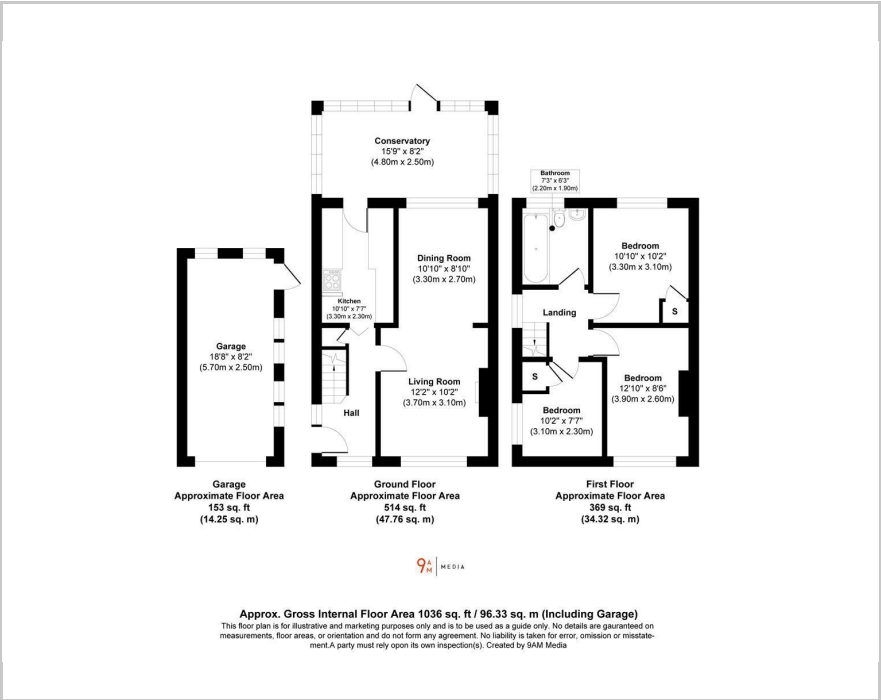 Conservatory
15'9" x 8'2"
(4.80m x 2.50m)
Bathroom
7'3" x 6'3"
(2.20m x 1.90m)
Dining Room
10'10" x 8'10"
(3.30m x 2.70m)
Bedroom
10'10" x 10'2"
(3.30m x 3.10m)
S
Kitchen
10'10" x 7'7"
(3.30m x 2.30m)
Landing
Garage
18'8" x 8'2"
(5.70m x 2.50m)
Living Room
12'2" x 10'2"
(3.70m x 3.10m)
Hall
S
Bedroom
12'10" x 8'6"
(3.90m x 2.60m)
Bedroom
10'2" x 7'7"
(3.10m x 2.30m)
Garage
Approximate Floor Area
153 sq. ft
(14.25 sq. m)
Ground Floor
Approximate Floor Area
514 sq. ft
(47.76 sq. m)
First Floor
Approximate Floor Area
369 sq. ft
(34.32 sq. m)
9AM MEDIA
Approx. Gross Internal Floor Area 1036 sq. ft / 96.33 sq. m (Including Garage)
This floor plan is for illustrative and marketing purposes only and is to be used as a guide only. No details are gauranteed on
measurements, floor areas, or orientation and do not form any agreement. No liability is taken for error, omission or misstate-
ment.A party must rely upon its own inspection(s). Created by 9AM Media